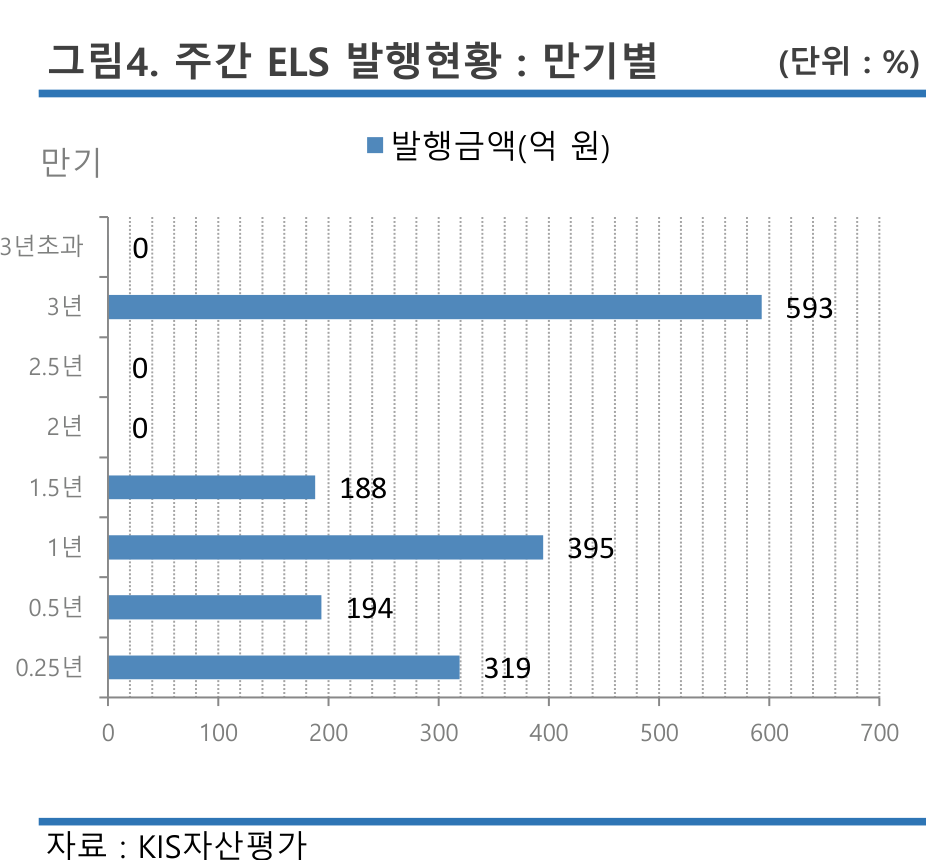 그림4. 주간 ELS 발행현황 : 만기별 (단위 : %)
발행금액(억 원)
만기
3년초과 0
3년 593
2.5년 0
2년 0
1.5년 188
1년 395
0.5년 194
0.25년 319
0 100 200 300 400 500 600 700
자료 : KIS자산평가